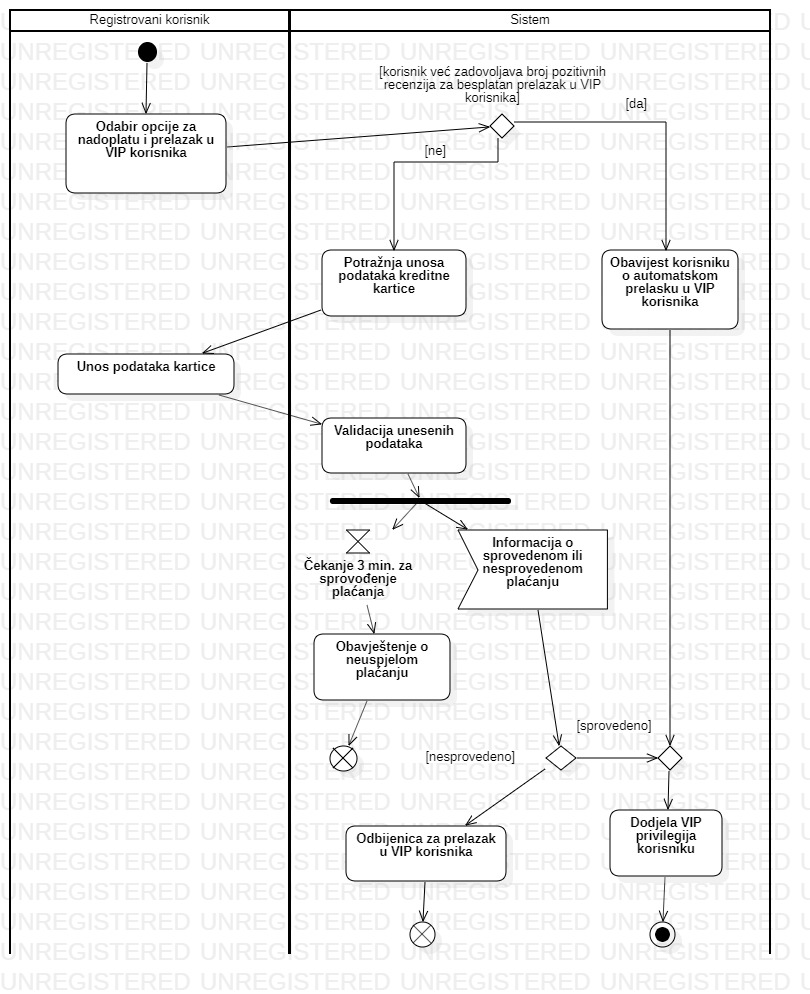 Registrovani korisnik
Sistem
[korisnik već zadovoljava broj pozitivnih
recenzija za besplatan prelazak u VIP
korisnika]
[da]
Odabir opcije za
nadoplatu i prelazak u
VIP korisnika
[ne]
Potražnja unosa
podataka kreditne
kartice
Obavijest korisniku
o automatskom
prelasku u VIP
korisnika
Unos podataka kartice
Validacija unesenih
podataka
Čekanje 3 min. za
sprovođenje
plaćanja
Informacija o
sprovedenom ili
nesprovedenom
plaćanju
Obavještenje o
neuspjelom
plaćanju
[sprovedeno]
[nesprovedeno]
Odbijenica za prelazak
u VIP korisnika
Dodjela VIP
privilegija
korisniku
UNREGISTERED